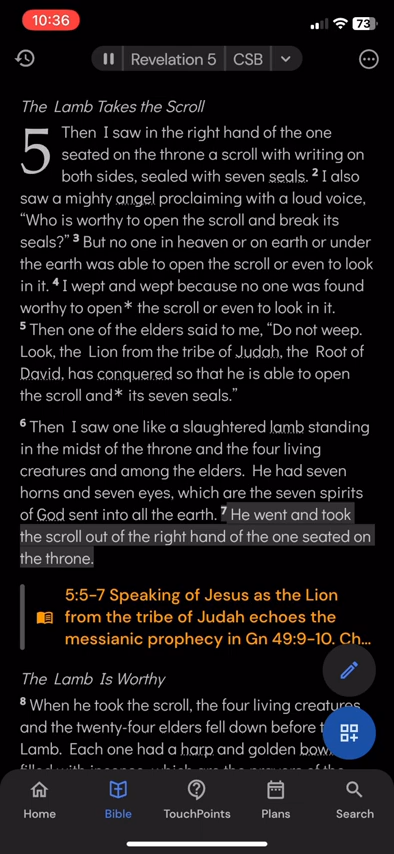 10:36
73
Revelation 5 CSB
The Lamb Takes the Scroll
5 Then I saw in the right hand of the one
seated on the throne a scroll with writing on
both sides, sealed with seven seals. 2 I also
saw a mighty angel proclaiming with a loud voice,
“Who is worthy to open the scroll and break its
seals?” 3 But no one in heaven or on earth or under
the earth was able to open the scroll or even to look
in it. 4 I wept and wept because no one was found
worthy to open* the scroll or even to look in it.
5 Then one of the elders said to me, “Do not weep.
Look, the Lion from the tribe of Judah, the Root of
David, has conquered so that he is able to open
the scroll and* its seven seals.”
6 Then I saw one like a slaughtered lamb standing
in the midst of the throne and the four living
creatures and among the elders. He had seven
horns and seven eyes, which are the seven spirits
of God sent into all the earth. 7 He went and took
the scroll out of the right hand of the one seated on
the throne.
5:5-7 Speaking of Jesus as the Lion
from the tribe of Judah echoes the
messianic prophecy in Gn 49:9-10. Ch...
The Lamb Is Worthy
8 When he took the scroll, the four living creatures
and the twenty-four elders fell down before
Lamb. Each one had a harp and golden
filled with incense, which are the prayers of the
Home Bible TouchPoints Plans Search